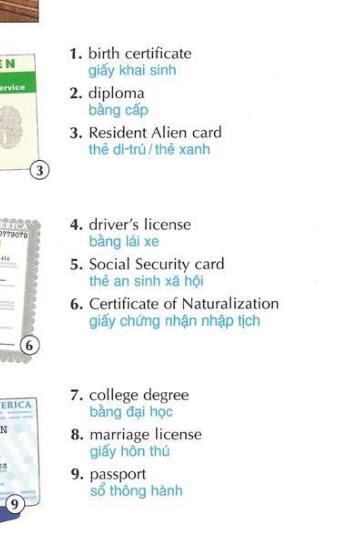 EN
ervice
1. birth certificate
giấy khai sinh
2. diploma
bằng cấp
3. Resident Alien card
thẻ di-trú / thẻ xanh
3
ERICA
0779079
4. driver's license
bằng lái xe
5. Social Security card
thẻ an sinh xã hội
6. Certificate of Naturalization
giấy chứng nhận nhập tịch
6
7. college degree
bằng đại học
ERICA
N
8. marriage license
giấy hôn thú
9. passport
sổ thông hành
9